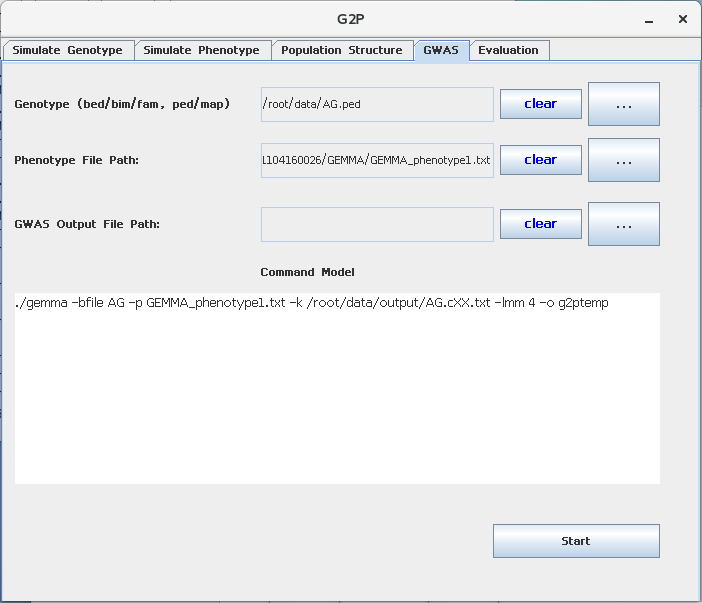 G2P
Simulate Genotype Simulate Phenotype Population Structure GWAS Evaluation
Genotype (bed/bim/fam, ped/map) /root/data/AG.ped clear ...
Phenotype File Path: 1104160026/GEMMA/GEMMA_phenotype1.txt clear ...
GWAS Output File Path: clear ...
Command Model
./gemma -bfile AG -p GEMMA_phenotype1.txt -k /root/data/output/AG.cXX.txt -lmm 4 -o g2ptemp
Start